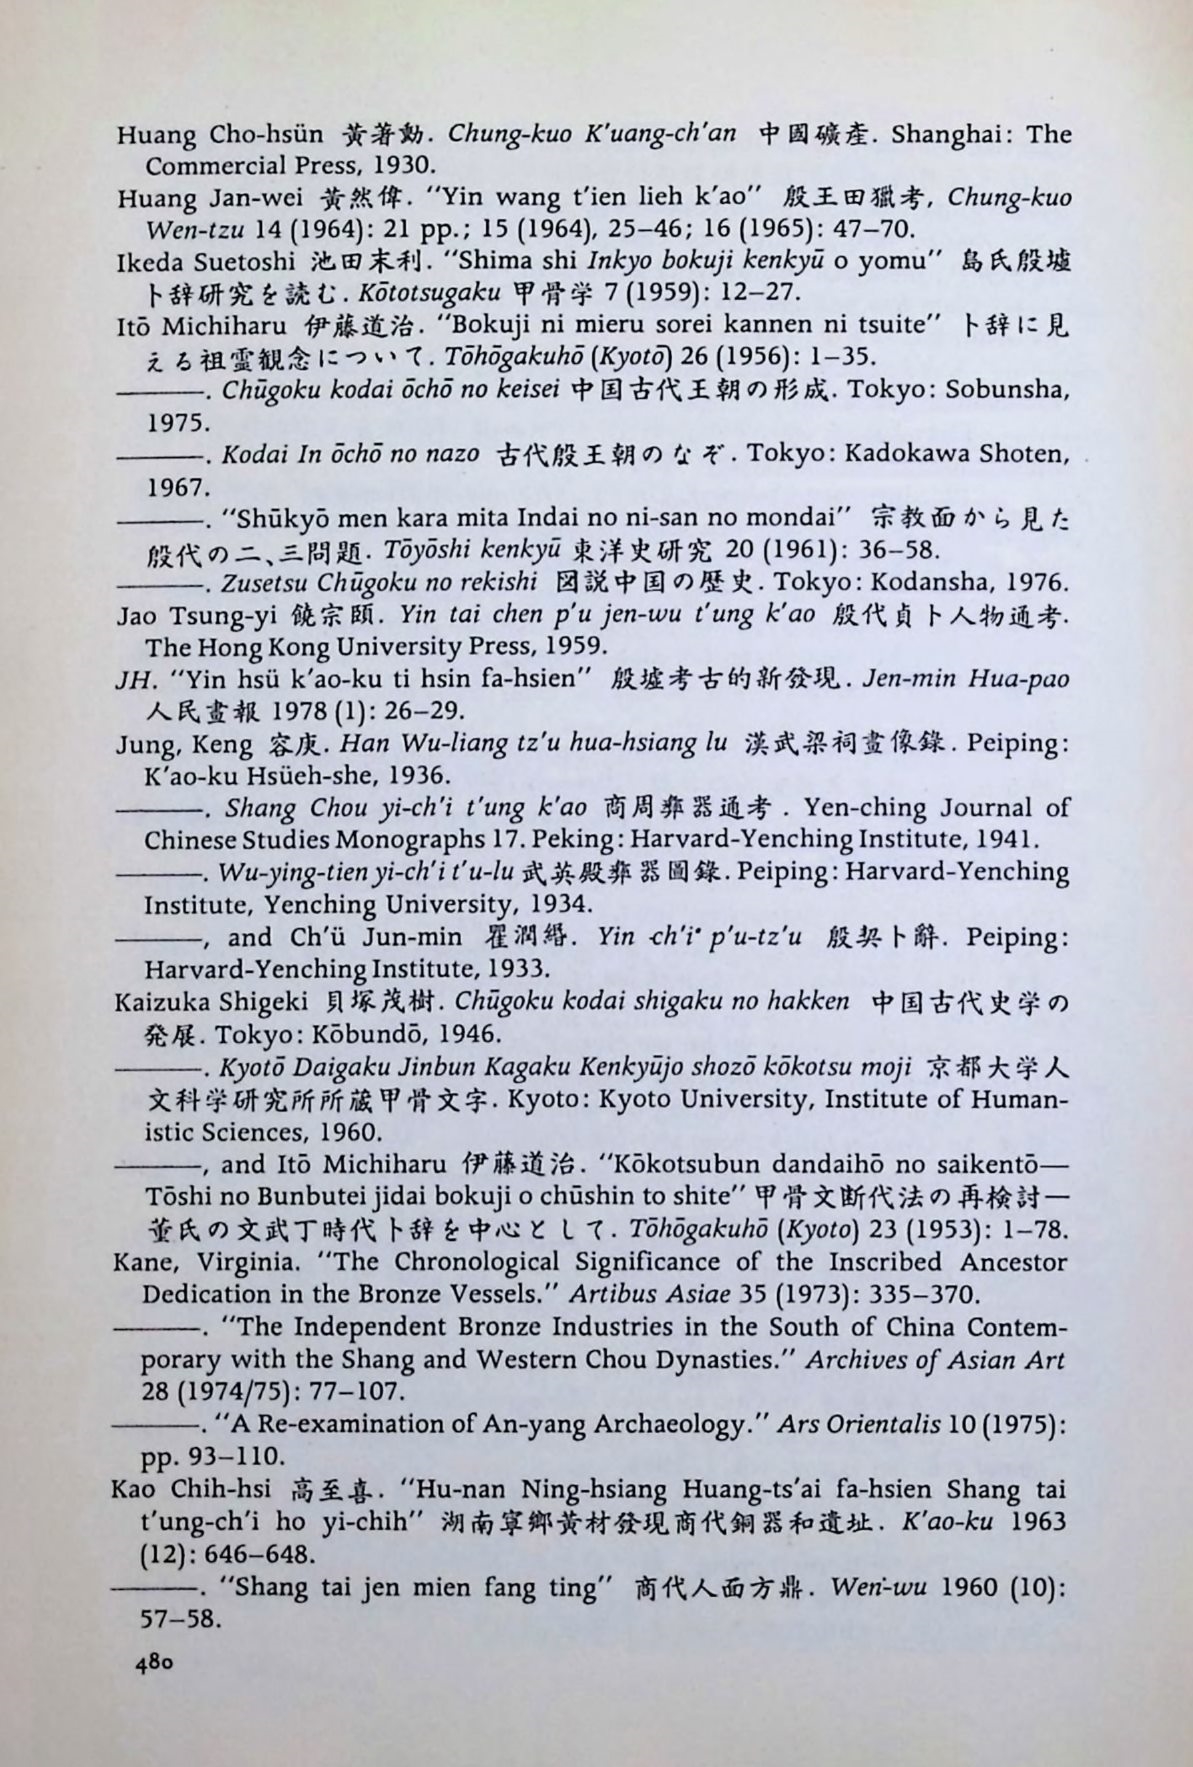 Huang Cho-hsün 黃著勳. Chung-kuo K'uang-ch'an 中國礦產. Shanghai: The
Commercial Press, 1930.
Huang Jan-wei 黃然偉. "Yin wang t'ien lieh k'ao" 殷王田獵考, Chung-kuo
Wen-tzu 14 (1964): 21 pp.; 15 (1964), 25–46; 16 (1965): 47–70.
Ikeda Suetoshi 池田末利. "Shima shi Inkyo bokuji kenkyū o yomu" 島氏殷墟
卜辞研究を読む. Kōtotsugaku 甲骨学 7 (1959): 12–27.
Itō Michiharu 伊藤道治. "Bokuji ni mieru sorei kannen ni tsuite" 卜辞に見
える祖霊観念について. Tōhōgakuhō (Kyotō) 26 (1956): 1–35.
———. Chūgoku kodai ōchō no keisei 中国古代王朝の形成. Tokyo: Sobunsha,
1975.
———. Kodai In ōchō no nazo 古代殷王朝のなぞ. Tokyo: Kadokawa Shoten,
1967.
———. "Shūkyō men kara mita Indai no ni-san no mondai" 宗教面から見た
殷代の二、三問題. Tōyōshi kenkyū 東洋史研究 20 (1961): 36–58.
———. Zusetsu Chūgoku no rekishi 図説中国の歴史. Tokyo: Kodansha, 1976.
Jao Tsung-yi 饒宗頤. Yin tai chen p'u jen-wu t'ung k'ao 殷代貞卜人物通考.
The Hong Kong University Press, 1959.
JH. "Yin hsü k'ao-ku ti hsin fa-hsien" 殷墟考古的新發現. Jen-min Hua-pao
人民畫報 1978 (1): 26–29.
Jung, Keng 容庚. Han Wu-liang tz'u hua-hsiang lu 漢武梁祠畫像錄. Peiping:
K'ao-ku Hsüeh-she, 1936.
———. Shang Chou yi-ch'i t'ung k'ao 商周彝器通考. Yen-ching Journal of
Chinese Studies Monographs 17. Peking: Harvard-Yenching Institute, 1941.
———. Wu-ying-tien yi-ch'i t'u-lu 武英殿彝器圖錄. Peiping: Harvard-Yenching
Institute, Yenching University, 1934.
———, and Ch'ü Jun-min 瞿潤緡. Yin ch'i p'u-tz'u 殷契卜辭. Peiping:
Harvard-Yenching Institute, 1933.
Kaizuka Shigeki 貝塚茂樹. Chūgoku kodai shigaku no hakken 中国古代史学の
発展. Tokyo: Kōbundō, 1946.
———. Kyotō Daigaku Jinbun Kagaku Kenkyūjo shozō kōkotsu moji 京都大学人
文科学研究所所蔵甲骨文字. Kyoto: Kyoto University, Institute of Human-
istic Sciences, 1960.
———, and Itō Michiharu 伊藤道治. "Kōkotsubun dandaihō no saikentō—
Tōshi no Bunbutei jidai bokuji o chūshin to shite" 甲骨文断代法の再検討—
董氏の文武丁時代卜辞を中心として. Tōhōgakuhō (Kyoto) 23 (1953): 1–78.
Kane, Virginia. "The Chronological Significance of the Inscribed Ancestor
Dedication in the Bronze Vessels." Artibus Asiae 35 (1973): 335–370.
———. "The Independent Bronze Industries in the South of China Contem-
porary with the Shang and Western Chou Dynasties." Archives of Asian Art
28 (1974/75): 77–107.
———. "A Re-examination of An-yang Archaeology." Ars Orientalis 10 (1975):
pp. 93–110.
Kao Chih-hsi 高至喜. "Hu-nan Ning-hsiang Huang-ts'ai fa-hsien Shang tai
t'ung-ch'i ho yi-chih" 湖南寧鄉黃材發現商代銅器和遺址. K'ao-ku 1963
(12): 646–648.
———. "Shang tai jen mien fang ting" 商代人面方鼎. Wen-wu 1960 (10):
57–58.
480